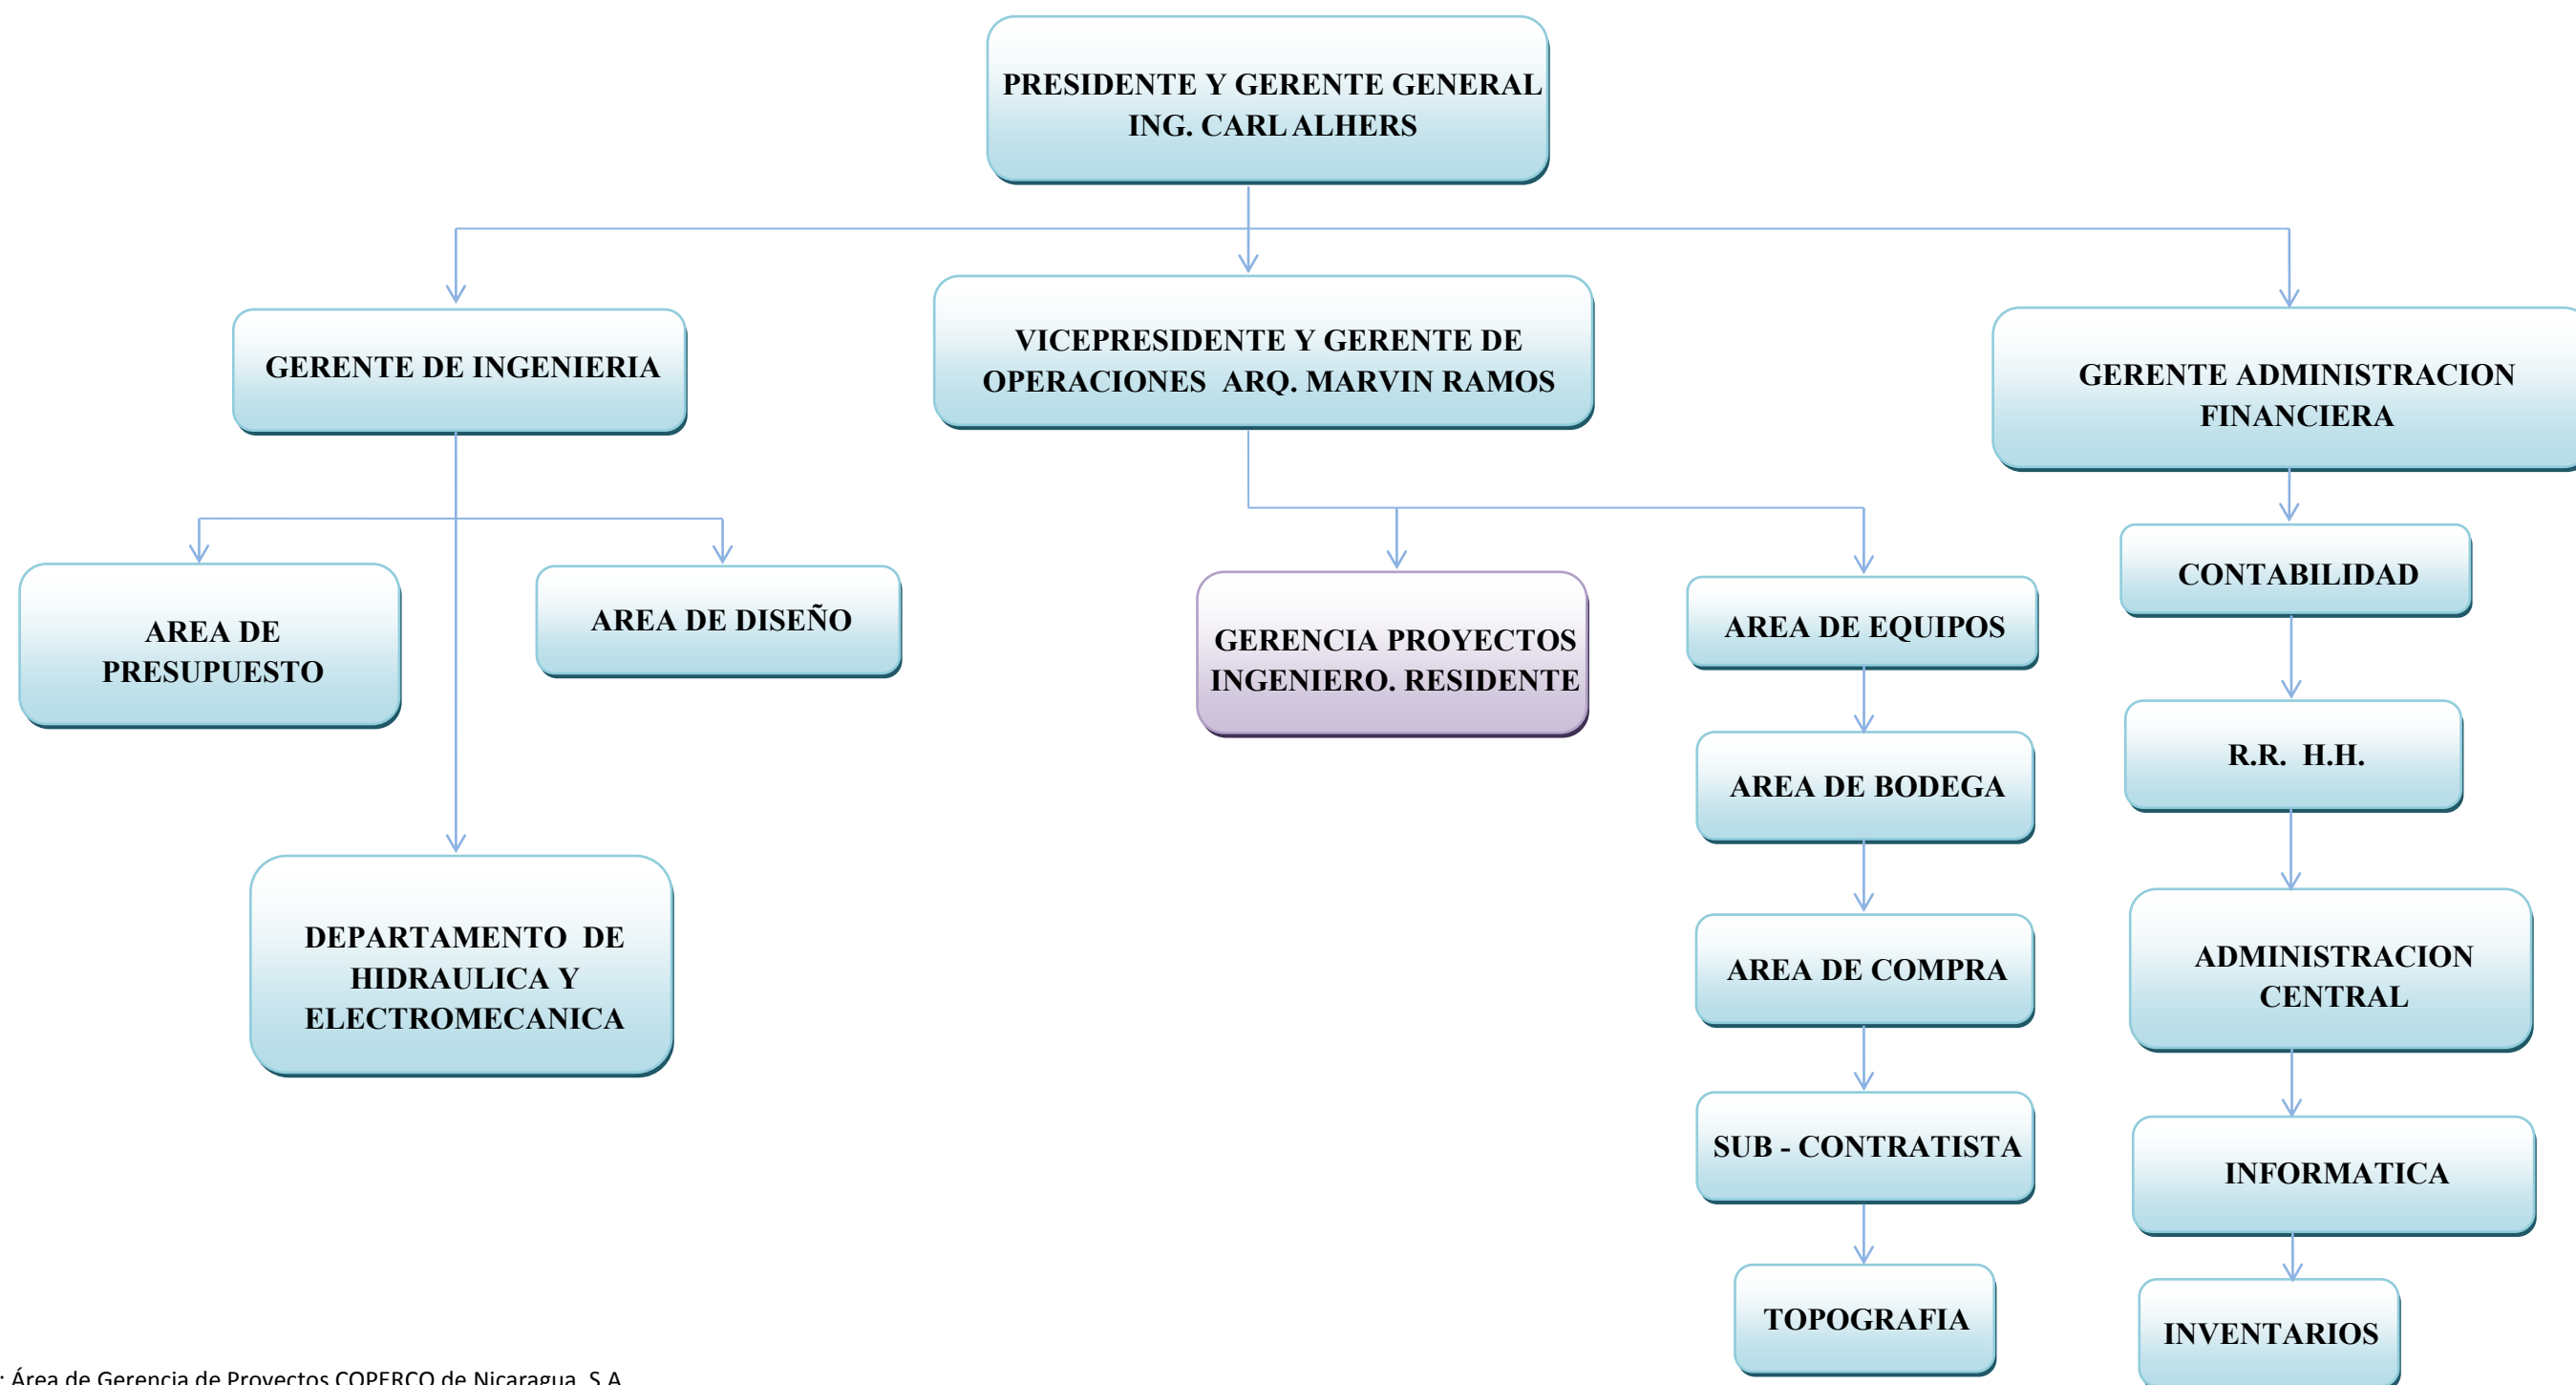 PRESIDENTE Y GERENTE GENERAL
ING. CARL ALHERS
GERENTE DE INGENIERIA
VICEPRESIDENTE Y GERENTE DE
OPERACIONES ARQ. MARVIN RAMOS
GERENTE ADMINISTRACION
FINANCIERA
AREA DE
PRESUPUESTO
AREA DE DISEÑO
DEPARTAMENTO DE
HIDRAULICA Y
ELECTROMECANICA
GERENCIA PROYECTOS
INGENIERO. RESIDENTE
AREA DE EQUIPOS
AREA DE BODEGA
AREA DE COMPRA
SUB - CONTRATISTA
TOPOGRAFIA
CONTABILIDAD
R.R. H.H.
ADMINISTRACION
CENTRAL
INFORMATICA
INVENTARIOS
: Área de Gerencia de Proyectos COPERCO de Nicaragua, S.A